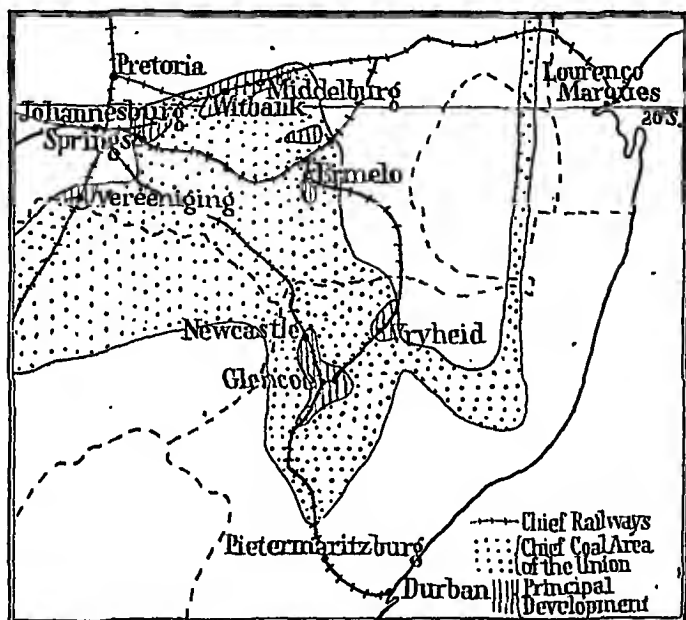 Pretoria
Lourenço
Marques
Middelburg
Witbank
Johannesburg
20°S.
Springs
Ermelo
Vereeniging
Newcastle
Vryheid
Glencoe
Chief Railways
Chief Coal Area
of the Union
Pietermaritzburg
Durban
Principal
Development